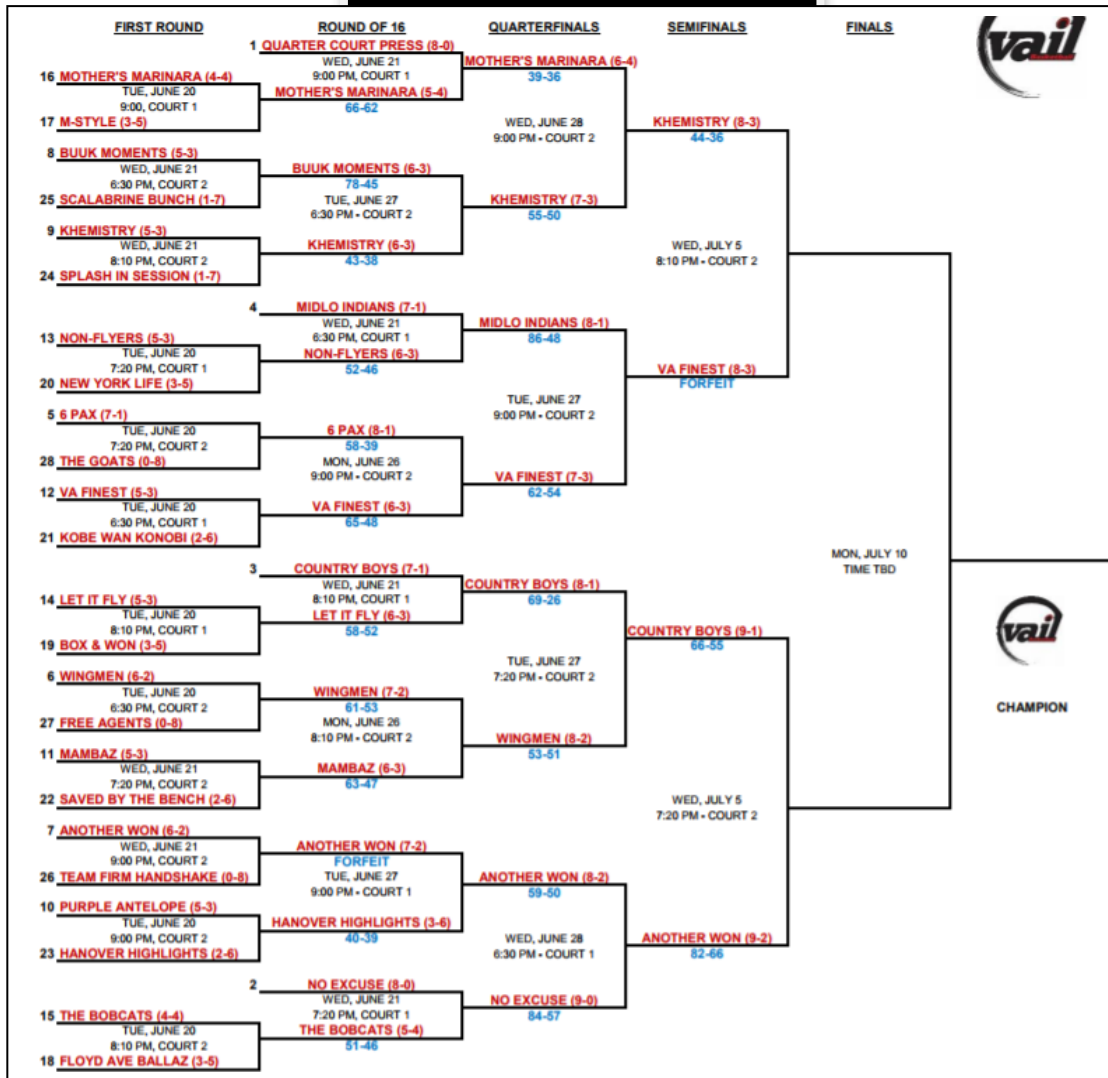 FIRST ROUND
ROUND OF 16
QUARTERFINALS
SEMIFINALS
FINALS
vail
1 QUARTER COURT PRESS (8-0)
WED, JUNE 21
9:00 PM, COURT 1
16 MOTHER'S MARINARA (4-4)
TUE, JUNE 20
9:00, COURT 1
17 M-STYLE (3-5)
MOTHER'S MARINARA (5-4)
66-62
MOTHER'S MARINARA (6-4)
39-36
8 BUUK MOMENTS (5-3)
WED, JUNE 21
6:30 PM, COURT 2
25 SCALABRINE BUNCH (1-7)
BUUK MOMENTS (6-3)
78-45
TUE, JUNE 27
6:30 PM • COURT 2
9 KHEMISTRY (5-3)
WED, JUNE 21
8:10 PM, COURT 2
24 SPLASH IN SESSION (1-7)
KHEMISTRY (6-3)
43-38
KHEMISTRY (7-3)
55-50
WED, JUNE 28
9:00 PM • COURT 2
KHEMISTRY (8-3)
44-36
4 MIDLO INDIANS (7-1)
WED, JUNE 21
6:30 PM, COURT 1
13 NON-FLYERS (5-3)
TUE, JUNE 20
7:20 PM, COURT 1
20 NEW YORK LIFE (3-5)
NON-FLYERS (6-3)
52-46
MIDLO INDIANS (8-1)
86-48
5 6 PAX (7-1)
TUE, JUNE 20
7:20 PM, COURT 2
28 THE GOATS (0-8)
6 PAX (8-1)
58-39
MON, JUNE 26
9:00 PM • COURT 2
12 VA FINEST (5-3)
TUE, JUNE 20
6:30 PM, COURT 1
21 KOBE WAN KONOBI (2-6)
VA FINEST (6-3)
65-48
VA FINEST (7-3)
62-54
TUE, JUNE 27
9:00 PM • COURT 2
VA FINEST (8-3)
FORFEIT
WED, JULY 5
8:10 PM • COURT 2
3 COUNTRY BOYS (7-1)
WED, JUNE 21
8:10 PM, COURT 1
14 LET IT FLY (5-3)
TUE, JUNE 20
8:10 PM, COURT 1
19 BOX & WON (3-5)
LET IT FLY (6-3)
58-52
COUNTRY BOYS (8-1)
69-26
6 WINGMEN (6-2)
TUE, JUNE 20
6:30 PM, COURT 2
27 FREE AGENTS (0-8)
WINGMEN (7-2)
61-53
MON, JUNE 26
8:10 PM • COURT 2
11 MAMBAZ (5-3)
WED, JUNE 21
7:20 PM, COURT 2
22 SAVED BY THE BENCH (2-6)
MAMBAZ (6-3)
63-47
WINGMEN (8-2)
53-51
TUE, JUNE 27
7:20 PM • COURT 2
COUNTRY BOYS (9-1)
66-55
7 ANOTHER WON (6-2)
WED, JUNE 21
9:00 PM, COURT 2
26 TEAM FIRM HANDSHAKE (0-8)
ANOTHER WON (7-2)
FORFEIT
TUE, JUNE 27
9:00 PM • COURT 1
10 PURPLE ANTELOPE (5-3)
TUE, JUNE 20
9:00 PM, COURT 2
23 HANOVER HIGHLIGHTS (2-6)
HANOVER HIGHLIGHTS (3-6)
40-39
ANOTHER WON (8-2)
59-50
2 NO EXCUSE (8-0)
WED, JUNE 21
7:20 PM, COURT 1
15 THE BOBCATS (4-4)
TUE, JUNE 20
8:10 PM, COURT 2
18 FLOYD AVE BALLAZ (3-5)
THE BOBCATS (5-4)
51-46
NO EXCUSE (9-0)
84-57
WED, JUNE 28
6:30 PM • COURT 1
ANOTHER WON (9-2)
82-66
WED, JULY 5
7:20 PM • COURT 2
MON, JULY 10
TIME TBD
vail
CHAMPION